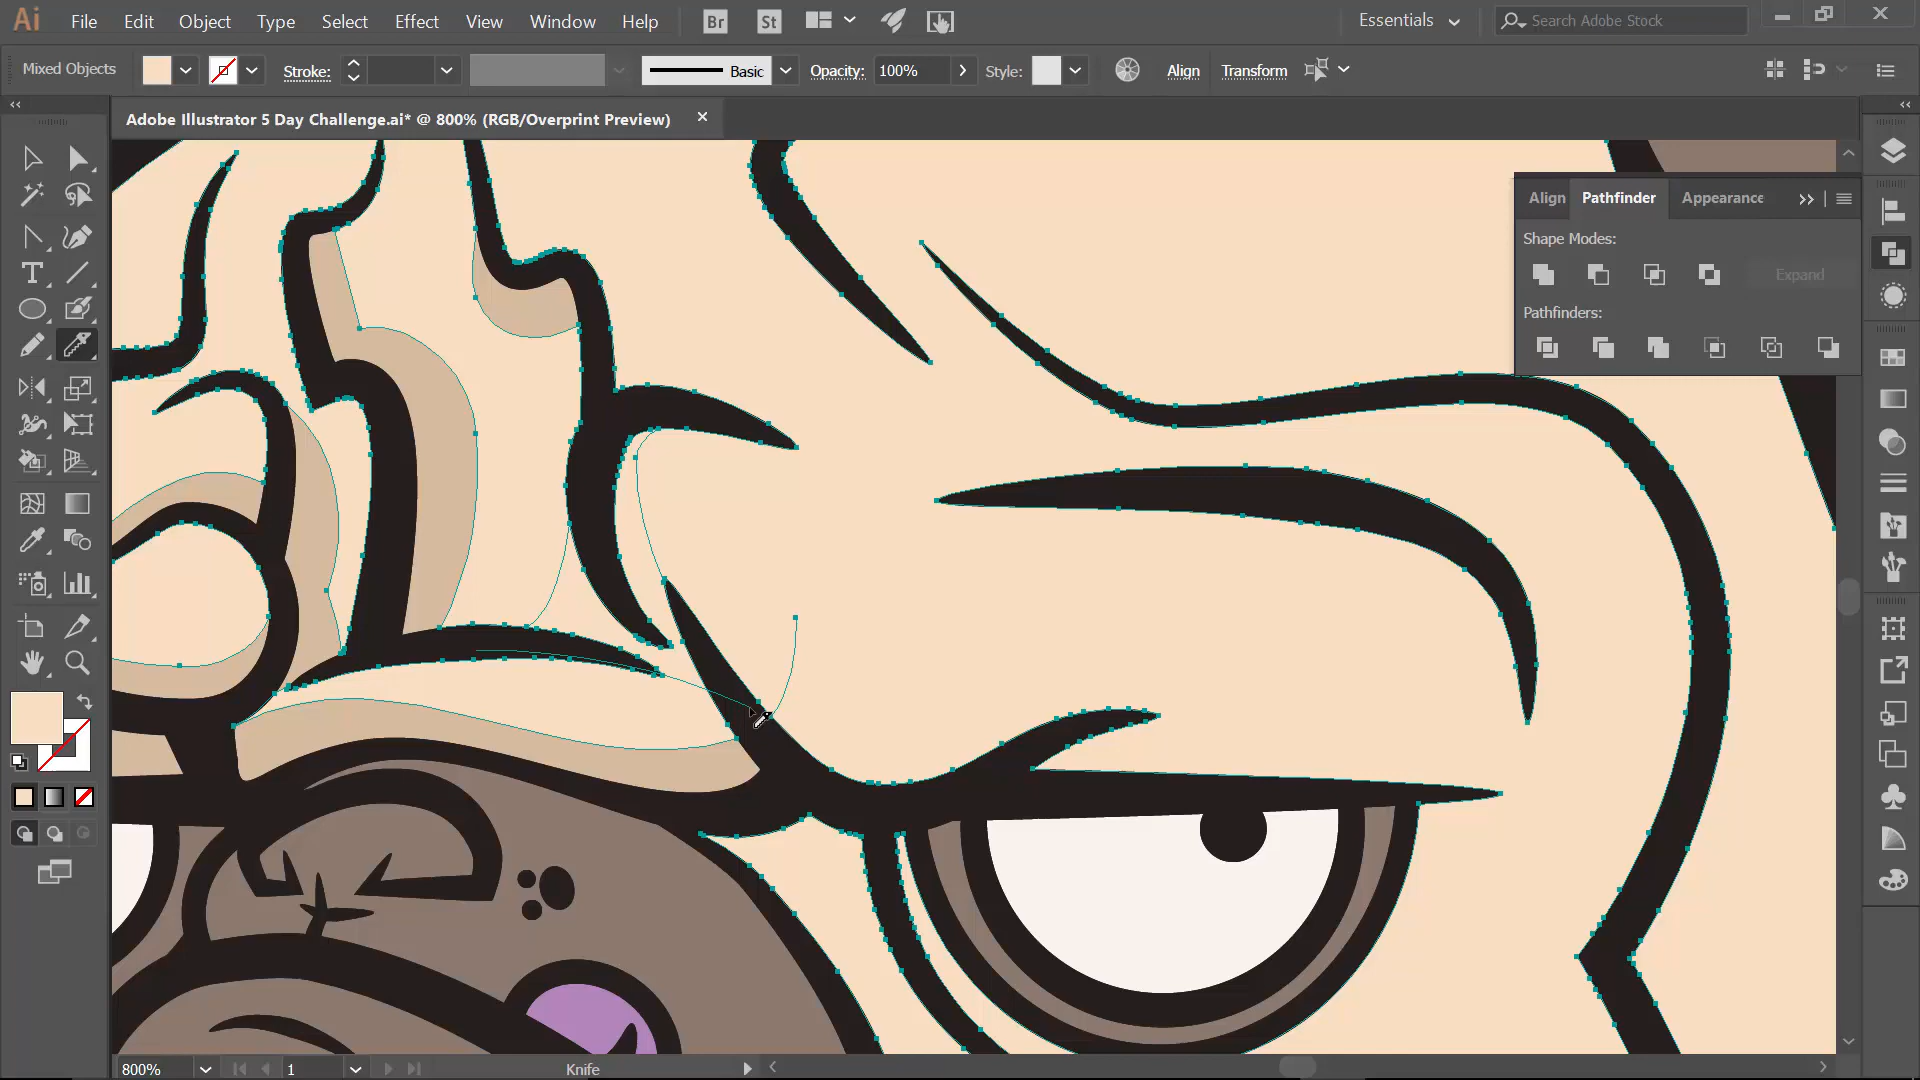 Ai File Edit Object Type Select Effect View Window Help Br St Essentials Search Adobe Stock
Mixed Objects Stroke: Basic Opacity: 100% Style: Align Transform
Adobe Illustrator 5 Day Challenge.ai* @ 800% (RGB/Overprint Preview)
Align Pathfinder Appearance
Shape Modes:
Expand
Pathfinders:
800% 1 Knife